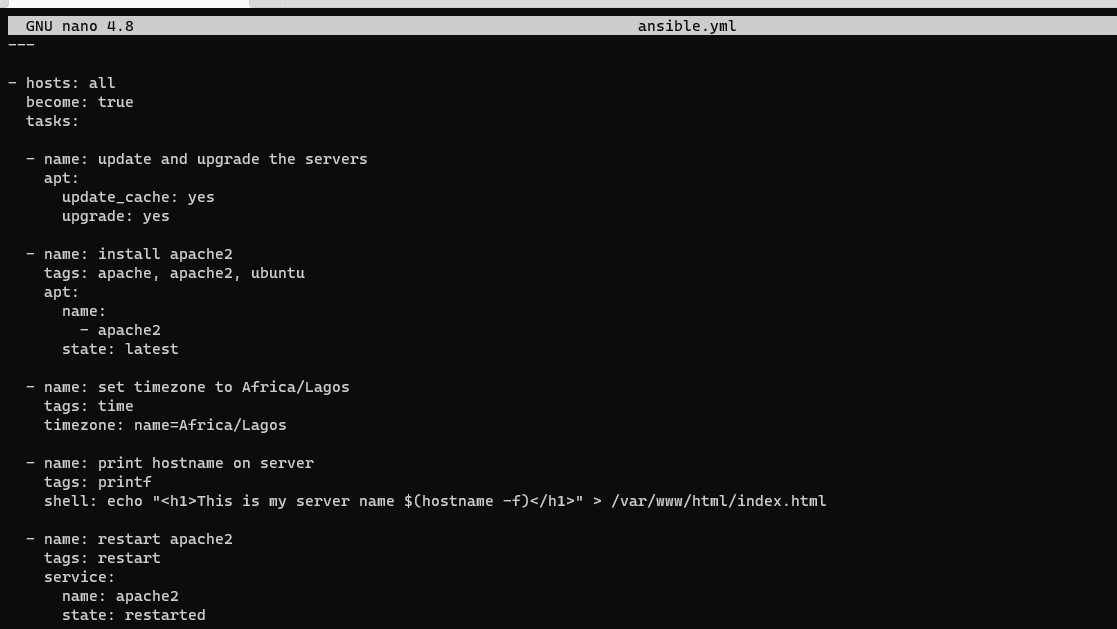 GNU nano 4.8 ansible.yml
---
- hosts: all
  become: true
  tasks:
  - name: update and upgrade the servers
    apt:
      update_cache: yes
      upgrade: yes
  - name: install apache2
    tags: apache, apache2, ubuntu
    apt:
      name:
        - apache2
      state: latest
  - name: set timezone to Africa/Lagos
    tags: time
    timezone: name=Africa/Lagos
  - name: print hostname on server
    tags: printf
    shell: echo "<h1>This is my server name $(hostname -f)</h1>" > /var/www/html/index.html
  - name: restart apache2
    tags: restart
    service:
      name: apache2
      state: restarted